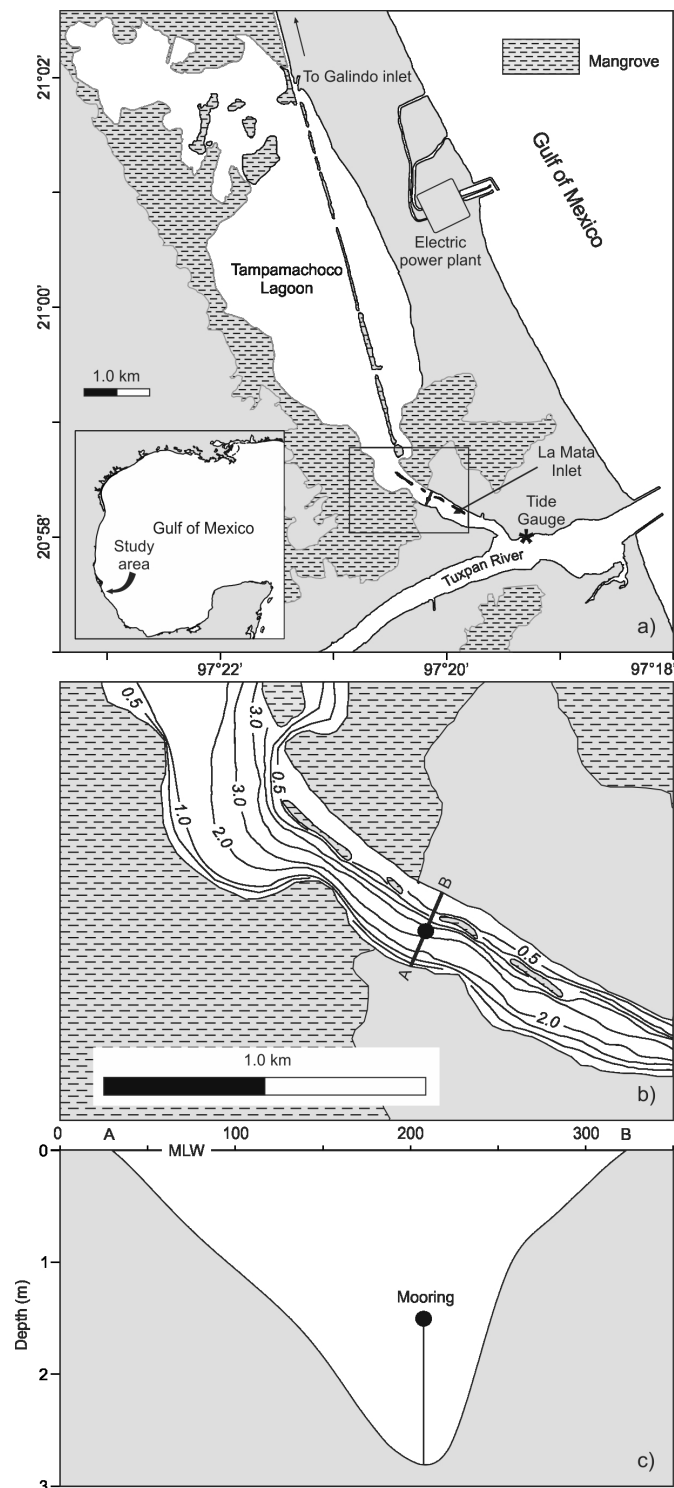 To Galindo inlet
Mangrove
21°02'
Gulf of Mexico
Electric
power plant
Tampamachoco
Lagoon
21°00'
1.0 km
La Mata
Inlet
Tide
Gauge
*
20°58'
Gulf of Mexico
Study
area
Tuxpan River
a)
97°22'
97°20'
97°18'
0.5
3.0
1.0
2.0
3.0
0.5
B
A
0.5
2.0
1.0 km
b)
0
A
100
200
300
B
0
MLW
1
Depth (m)
Mooring
2
3
c)